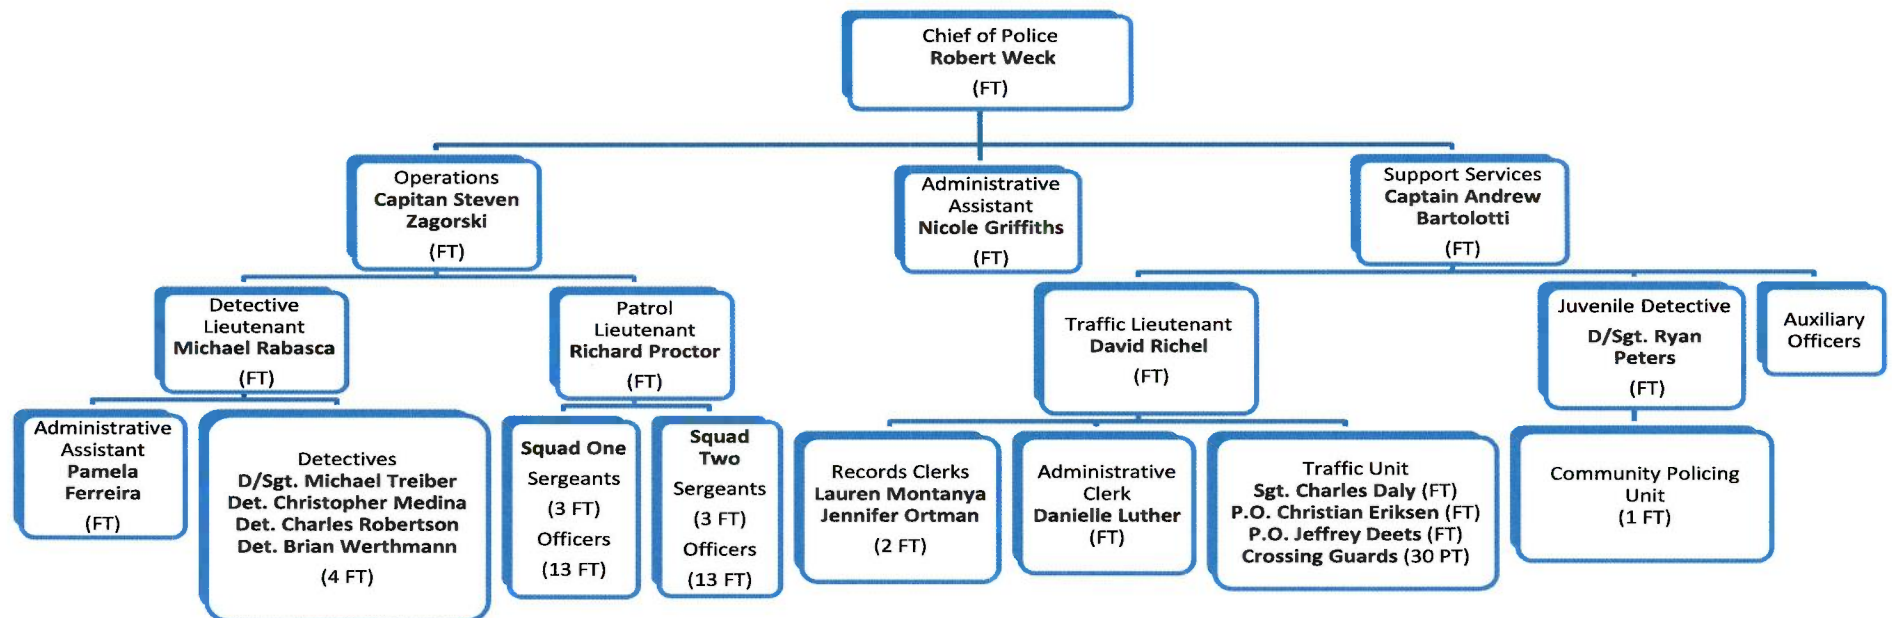 Chief of Police
Robert Weck
(FT)
Operations
Capitan Steven
Zagorski
(FT)
Administrative
Assistant
Nicole Griffiths
(FT)
Support Services
Captain Andrew
Bartolotti
(FT)
Detective
Lieutenant
Michael Rabasca
(FT)
Patrol
Lieutenant
Richard Proctor
(FT)
Traffic Lieutenant
David Richel
(FT)
Juvenile Detective
D/Sgt. Ryan
Peters
(FT)
Auxiliary
Officers
Administrative
Assistant
Pamela
Ferreira
(FT)
Detectives
D/Sgt. Michael Treiber
Det. Christopher Medina
Det. Charles Robertson
Det. Brian Werthmann
(4 FT)
Squad One
Sergeants
(3 FT)
Officers
(13 FT)
Squad
Two
Sergeants
(3 FT)
Officers
(13 FT)
Records Clerks
Lauren Montanya
Jennifer Ortman
(2 FT)
Administrative
Clerk
Danielle Luther
(FT)
Traffic Unit
Sgt. Charles Daly (FT)
P.O. Christian Eriksen (FT)
P.O. Jeffrey Deets (FT)
Crossing Guards (30 PT)
Community Policing
Unit
(1 FT)